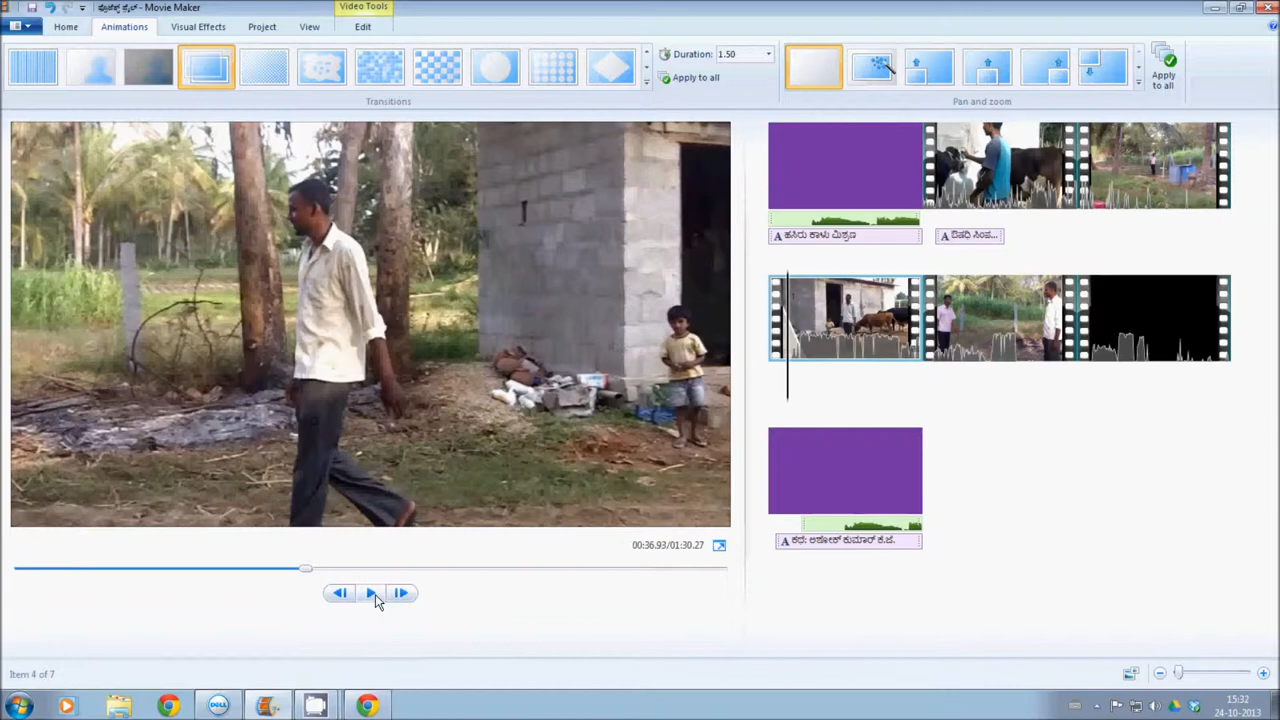 ಪ್ರೊಜೆಕ್ಟ್ ಫೈಲ್ - Movie Maker
Video Tools
Home
Animations
Visual Effects
Project
View
Edit
Duration: 1.50
Apply to all
Transitions
Apply to all
Pan and zoom
A ಹಸಿರು ಕಾಳು ಮಿಶ್ರಣ
A ಔಷಧಿ ಸಿಂಪ...
A ಕಥೆ: ಅಶೋಕ್ ಕುಮಾರ್ ಕೆ.ಜೆ.
00:36.93/01:30.27
Item 4 of 7
DELL
15:32
24-10-2013